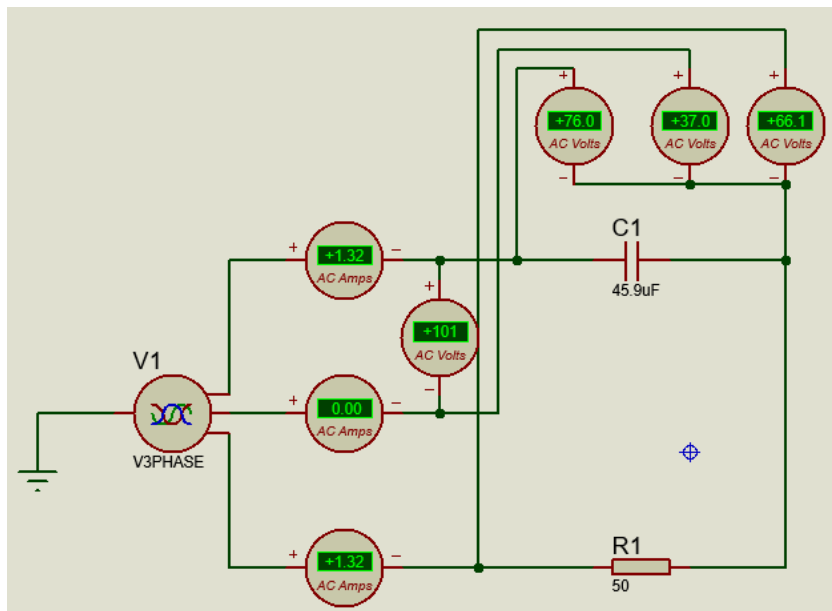 +76.0
AC Volts
+37.0
AC Volts
+66.1
AC Volts
+1.32
AC Amps
C1
45.9uF
+101
AC Volts
V1
V3PHASE
0.00
AC Amps
+1.32
AC Amps
R1
50